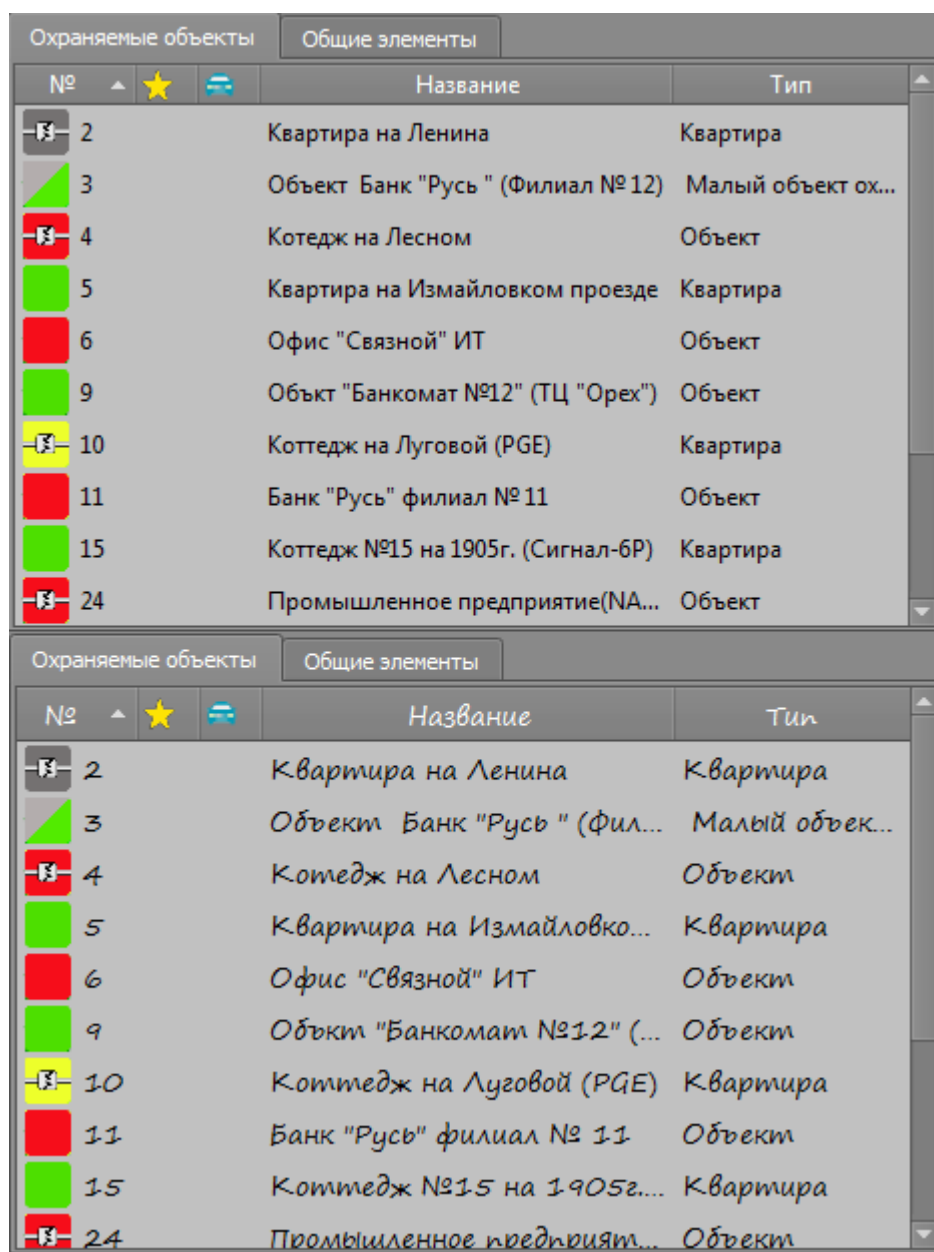 Охраняемые объекты Общие элементы
№ Название Тип
2 Квартира на Ленина Квартира
3 Объект Банк "Русь " (Филиал № 12) Малый объект ох...
4 Котедж на Лесном Объект
5 Квартира на Измайловком проезде Квартира
6 Офис "Связной" ИТ Объект
9 Объкт "Банкомат №12" (ТЦ "Орех") Объект
10 Коттедж на Луговой (PGE) Квартира
11 Банк "Русь" филиал № 11 Объект
15 Коттедж №15 на 1905г. (Сигнал-6Р) Квартира
24 Промышленное предприятие(NA... Объект
Охраняемые объекты Общие элементы
№ Название Тип
2 Квартира на Ленина Квартира
3 Объект Банк "Русь " (Фил... Малый объек...
4 Котедж на Лесном Объект
5 Квартира на Измайловко... Квартира
6 Офис "Связной" ИТ Объект
9 Объкт "Банкомат №12" (... Объект
10 Коттедж на Луговой (PGE) Квартира
11 Банк "Русь" филиал № 11 Объект
15 Коттедж №15 на 1905г.... Квартира
24 Промышленное предприят... Объект